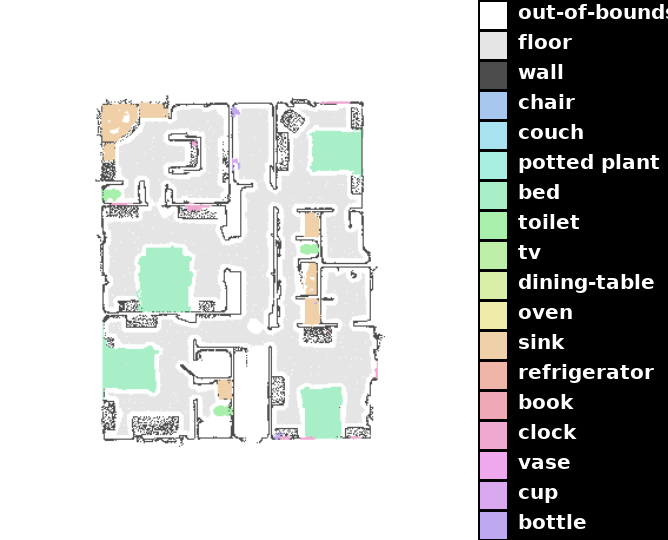 out-of-bounds
floor
wall
chair
couch
potted plant
bed
toilet
tv
dining-table
oven
sink
refrigerator
book
clock
vase
cup
bottle